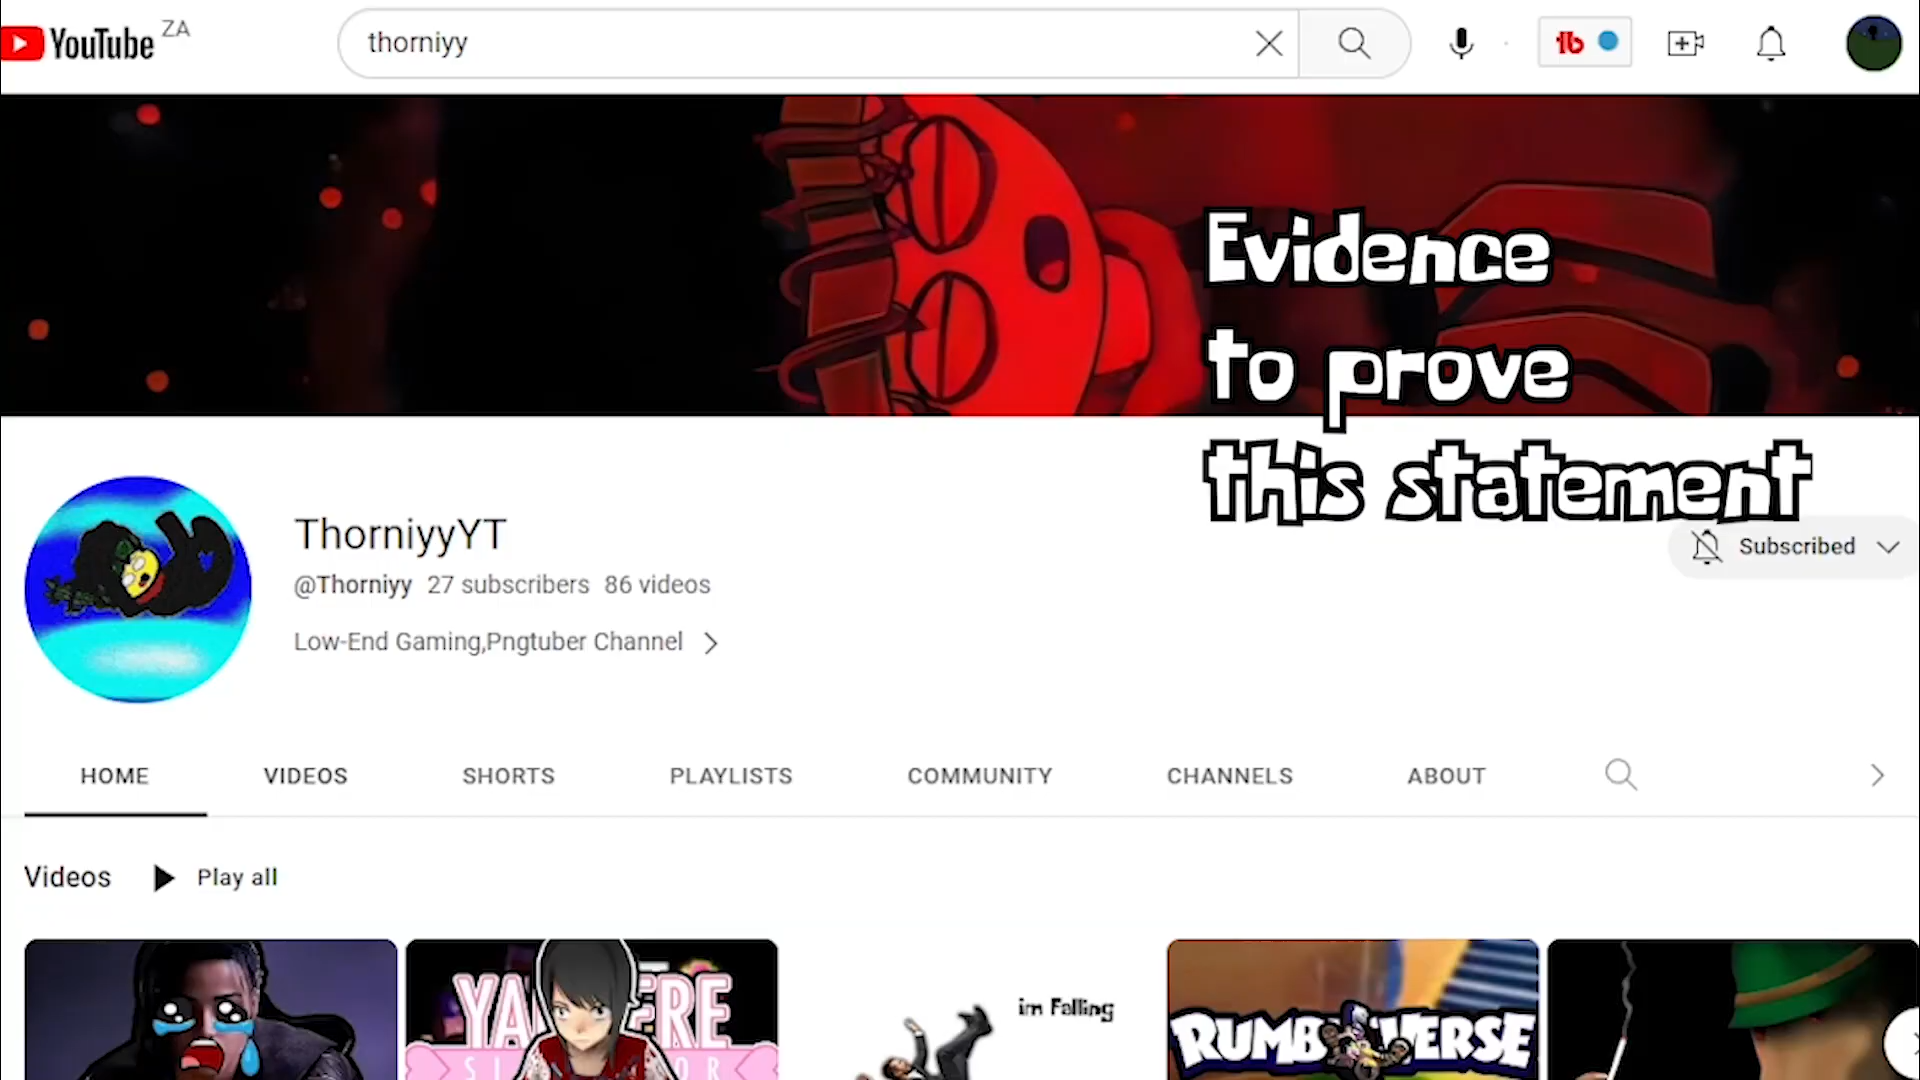 YouTube ZA
thorniyy
tb
Evidence
to prove
this statement
ThorniyyYT
@Thorniyy 27 subscribers 86 videos
Subscribed
Low-End Gaming,Pngtuber Channel
HOME VIDEOS SHORTS PLAYLISTS COMMUNITY CHANNELS ABOUT
Videos Play all
im Falling